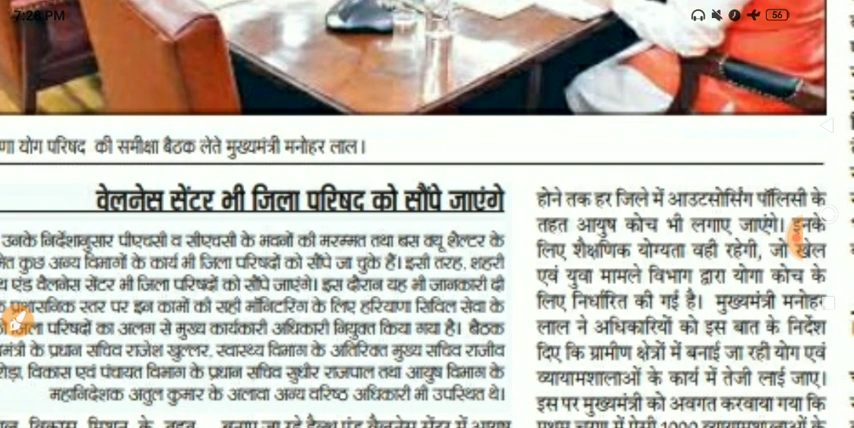 7:28 PM
56
णा योग परिषद की समीक्षा बैठक लेते मुख्यमंत्री मनोहर लाल।
वेलनेस सेंटर भी जिला परिषद को सौंपे जाएंगे
उनके निर्देशानुसार पीएचसी व सीएचसी के भवनों की मरम्मत तथा बस क्यू शैल्टर के
कुछ अन्य विभागों के कार्य भी जिला परिषदों को सौंपे जा चुके हैं। इसी तरह, शहरी
एंड वैलनेस सेंटर भी जिला परिषदों को सौंपे जाएंगे। इस दौरान यह भी जानकारी दी
प्रशासनिक स्तर पर इन कामों की सही मॉनिटरिंग के लिए हरियाणा सिविल सेवा के
जिला परिषदों का अलग से मुख्य कार्यकारी अधिकारी नियुक्त किया गया है। बैठक
मंत्री के प्रधान सचिव राजेश खुल्लर, स्वास्थ्य विभाग के अतिरिक्त मुख्य सचिव राजीव
विकास एवं पंचायत विभाग के प्रधान सचिव सुधीर राजपाल तथा आयुष विभाग के
महानिदेशक अतुल कुमार के अलावा अन्य वरिष्ठ अधिकारी भी उपस्थित थे।
होने तक हर जिले में आउटसोर्सिंग पॉलिसी के
तहत आयुष कोच भी लगाए जाएंगे। इनके
लिए शैक्षणिक योग्यता वही रहेगी, जो खेल
एवं युवा मामले विभाग द्वारा योगा कोच के
लिए निर्धारित की गई है। मुख्यमंत्री मनोहर
लाल ने अधिकारियों को इस बात के निर्देश
दिए कि ग्रामीण क्षेत्रों में बनाई जा रही योग एवं
व्यायामशालाओं के कार्य में तेजी लाई जाए।
इस पर मुख्यमंत्री को अवगत करवाया गया कि